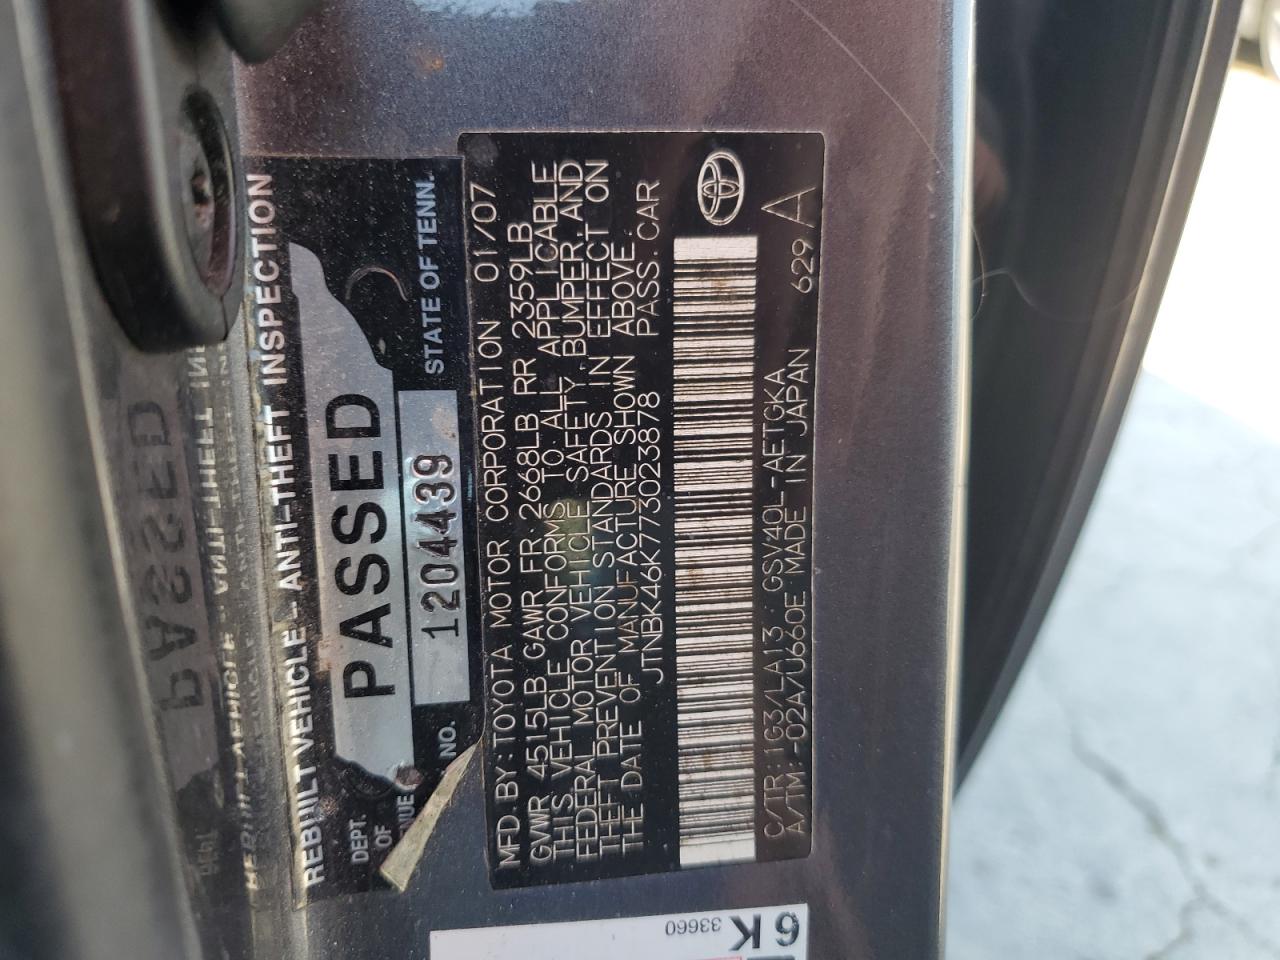 REBUILT VEHICLE - ANTI-THEFT INSPECTION
DEPT.
OF
PASSED
NO.
1204439
STATE OF TENN.
MFD. BY: TOYOTA MOTOR CORPORATION 01/07
GVWR 4515LB GAWR FR 2668LB RR 2359LB
THIS VEHICLE CONFORMS TO ALL APPLICABLE
FEDERAL MOTOR VEHICLE SAFETY, BUMPER, AND
THEFT PREVENTION STANDARDS IN EFFECT ON
THE DATE OF MANUFACTURE SHOWN ABOVE.
JTNBK46K773023878 PASS. CAR
C/TR: 1G3/LA13 : GSV40L-AETGKA
A/TM: -02A/U660E MADE IN JAPAN 629 A
6K
33660